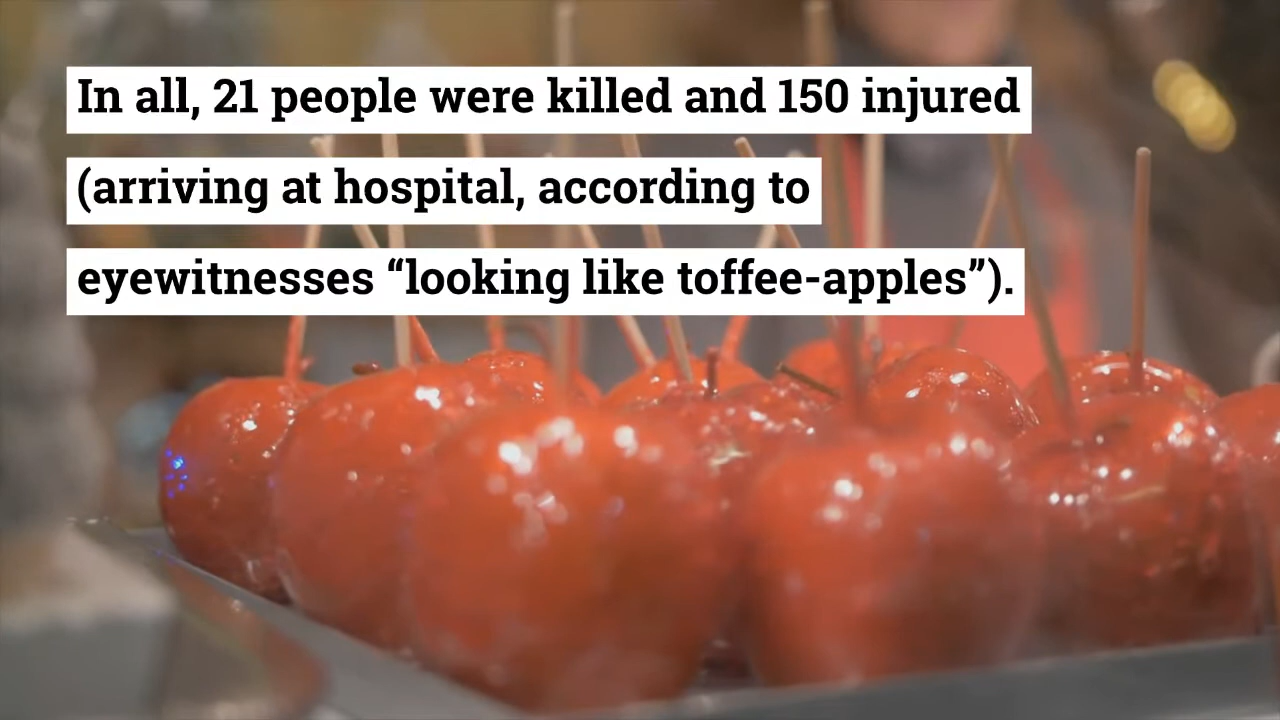 In all, 21 people were killed and 150 injured
(arriving at hospital, according to
eyewitnesses “looking like toffee-apples”).